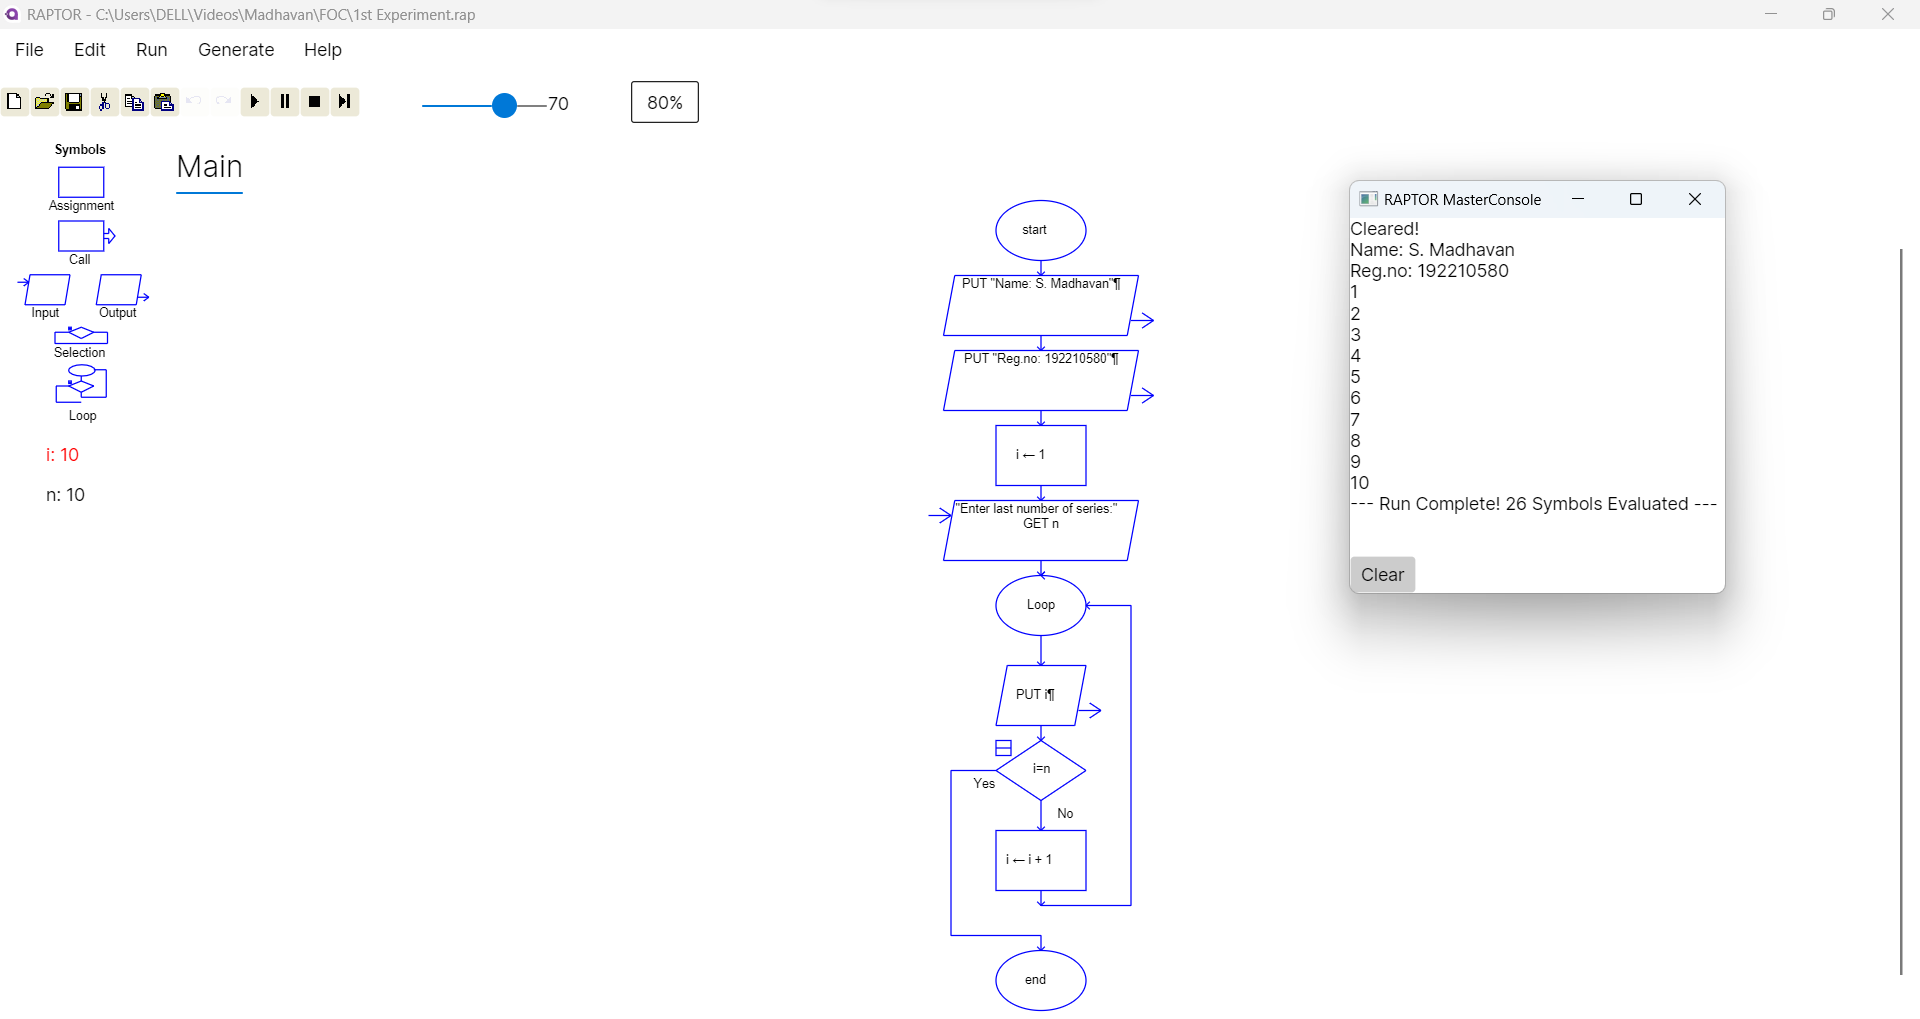 RAPTOR - C:\Users\DELL\Videos\Madhavan\FOC\1st Experiment.rap
File Edit Run Generate Help
70
80%
Symbols
Assignment
Call
Input Output
Selection
Loop
i: 10
n: 10
Main
start
PUT "Name: S. Madhavan"¶
PUT "Reg.no: 192210580"¶
i ← 1
"Enter last number of series:"
GET n
Loop
PUT i¶
i=n
Yes
No
i ← i + 1
end
RAPTOR MasterConsole
Cleared!
Name: S. Madhavan
Reg.no: 192210580
1
2
3
4
5
6
7
8
9
10
--- Run Complete! 26 Symbols Evaluated ---
Clear